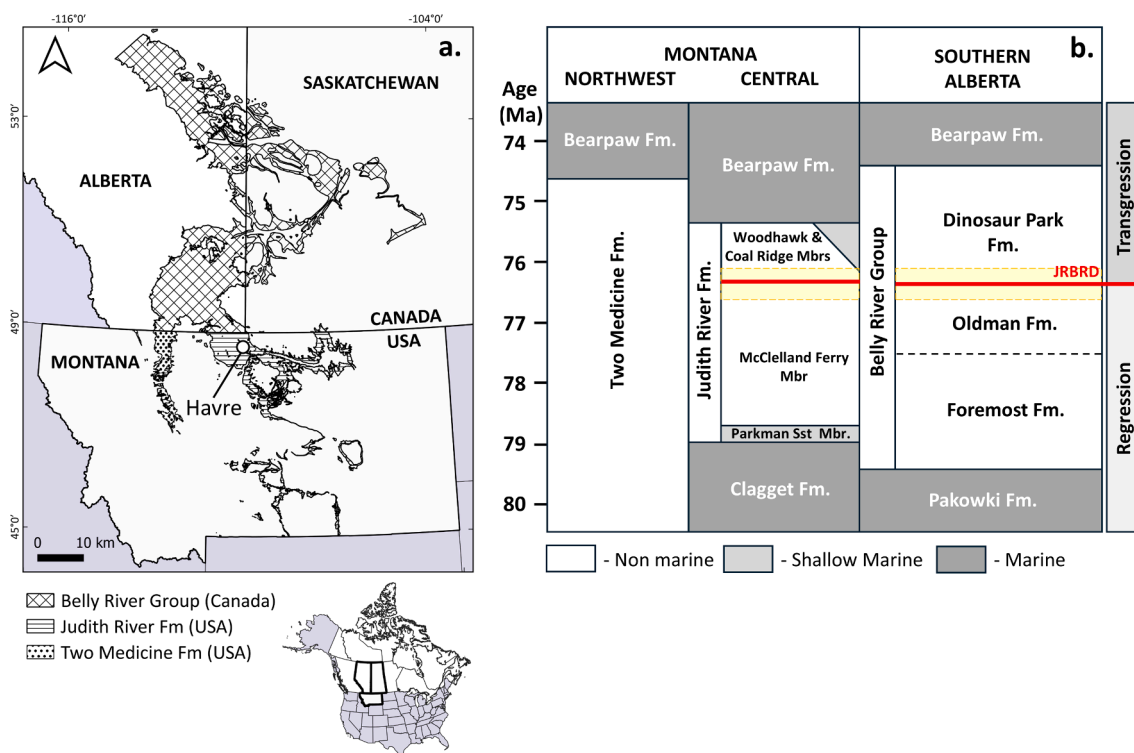 -116°0'
-104°0'
a.
SASKATCHEWAN
53°0'
ALBERTA
49°0'
CANADA
USA
MONTANA
Havre
45°0'
0 10 km
Belly River Group (Canada)
Judith River Fm (USA)
Two Medicine Fm (USA)
b.
MONTANA
NORTHWEST
CENTRAL
SOUTHERN
ALBERTA
Age
(Ma)
74
75
76
77
78
79
80
Bearpaw Fm.
Two Medicine Fm.
Bearpaw Fm.
Judith River Fm.
Woodhawk &
Coal Ridge Mbrs
McClelland Ferry
Mbr
Parkman Sst Mbr.
Clagget Fm.
Bearpaw Fm.
Belly River Group
Dinosaur Park
Fm.
JRBRD
Oldman Fm.
Foremost Fm.
Pakowki Fm.
Transgression
Regression
- Non marine
- Shallow Marine
- Marine